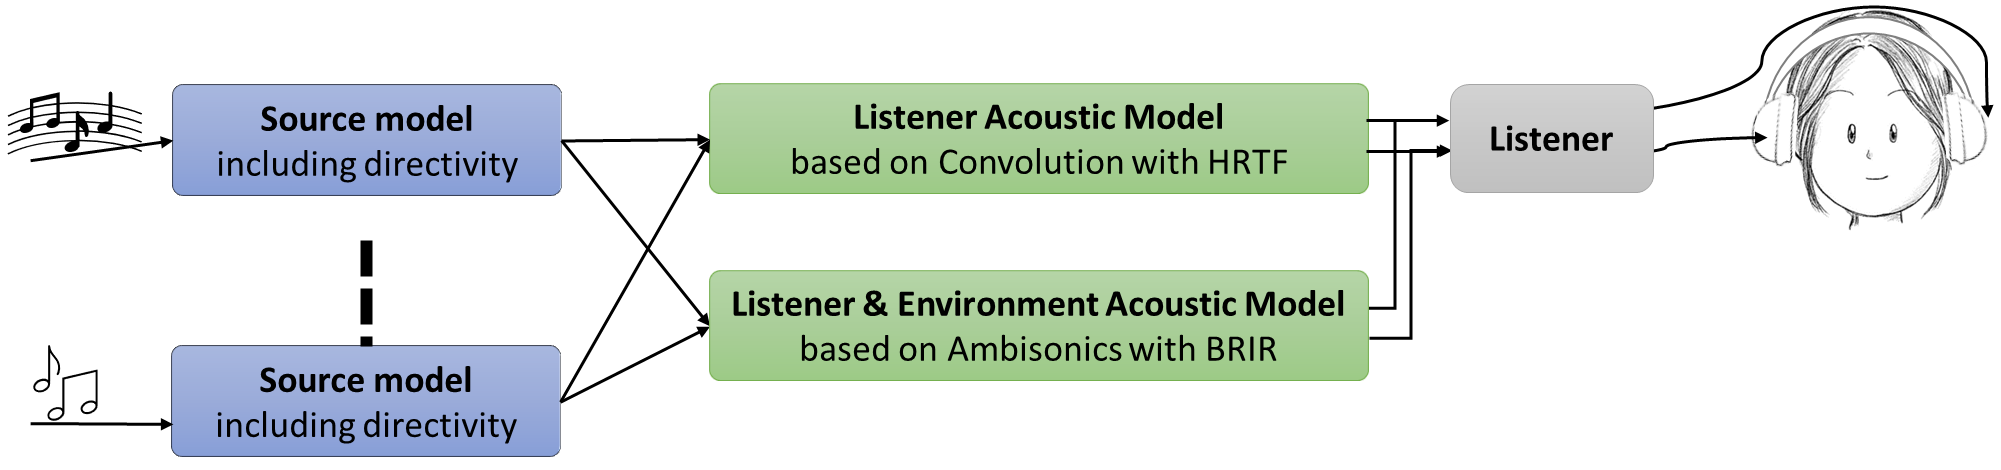 Source model
including directivity
Listener Acoustic Model
based on Convolution with HRTF
Listener
Listener & Environment Acoustic Model
based on Ambisonics with BRIR
Source model
including directivity